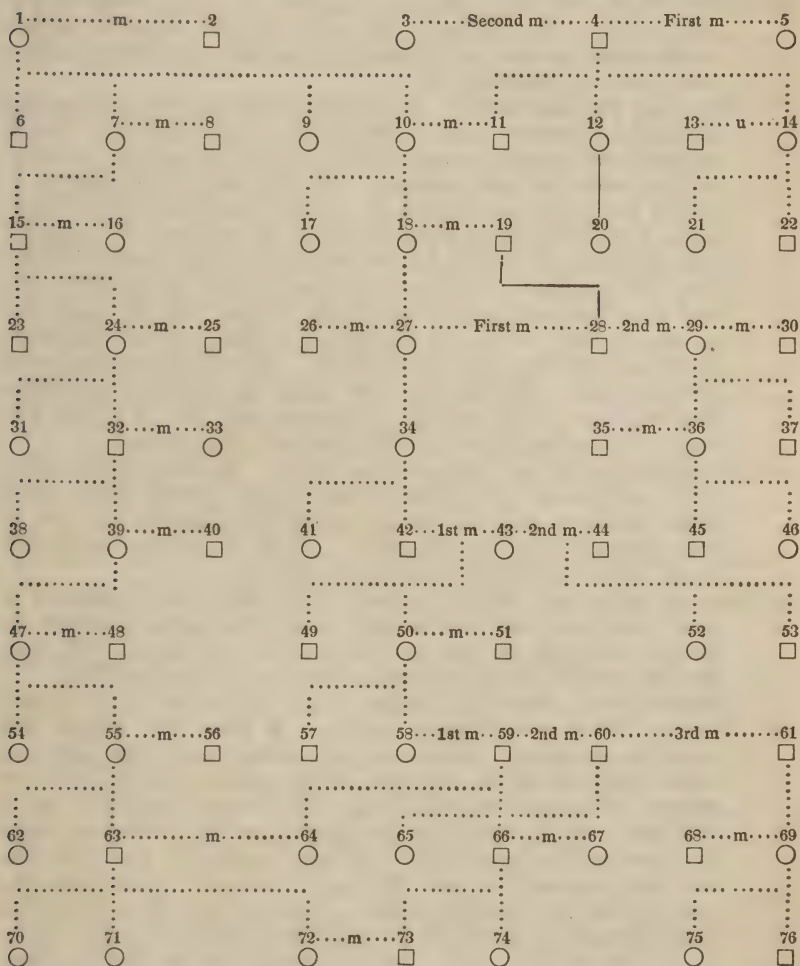 1............m........2 3.......Second m......4........First m.......5
6 7.... m ....8 9 10....m....11 12 13.... u ....14
15....m....16 17 18....m....19 20 21 22
23 24....m....25 26....m....27....... First m .......28..2nd m..29....m....30
31 32....m....33 34 35....m....36 37
38 39....m....40 41 42...1st m ..43..2nd m..44 45 46
47....m....48 49 50....m....51 52 53
54 55....m....56 57 58...1st m..59..2nd m..60........3rd m .......61
62 63.......... m..........64 65 66....m....67 68....m....69
70 71 72....m....73 74 75 76